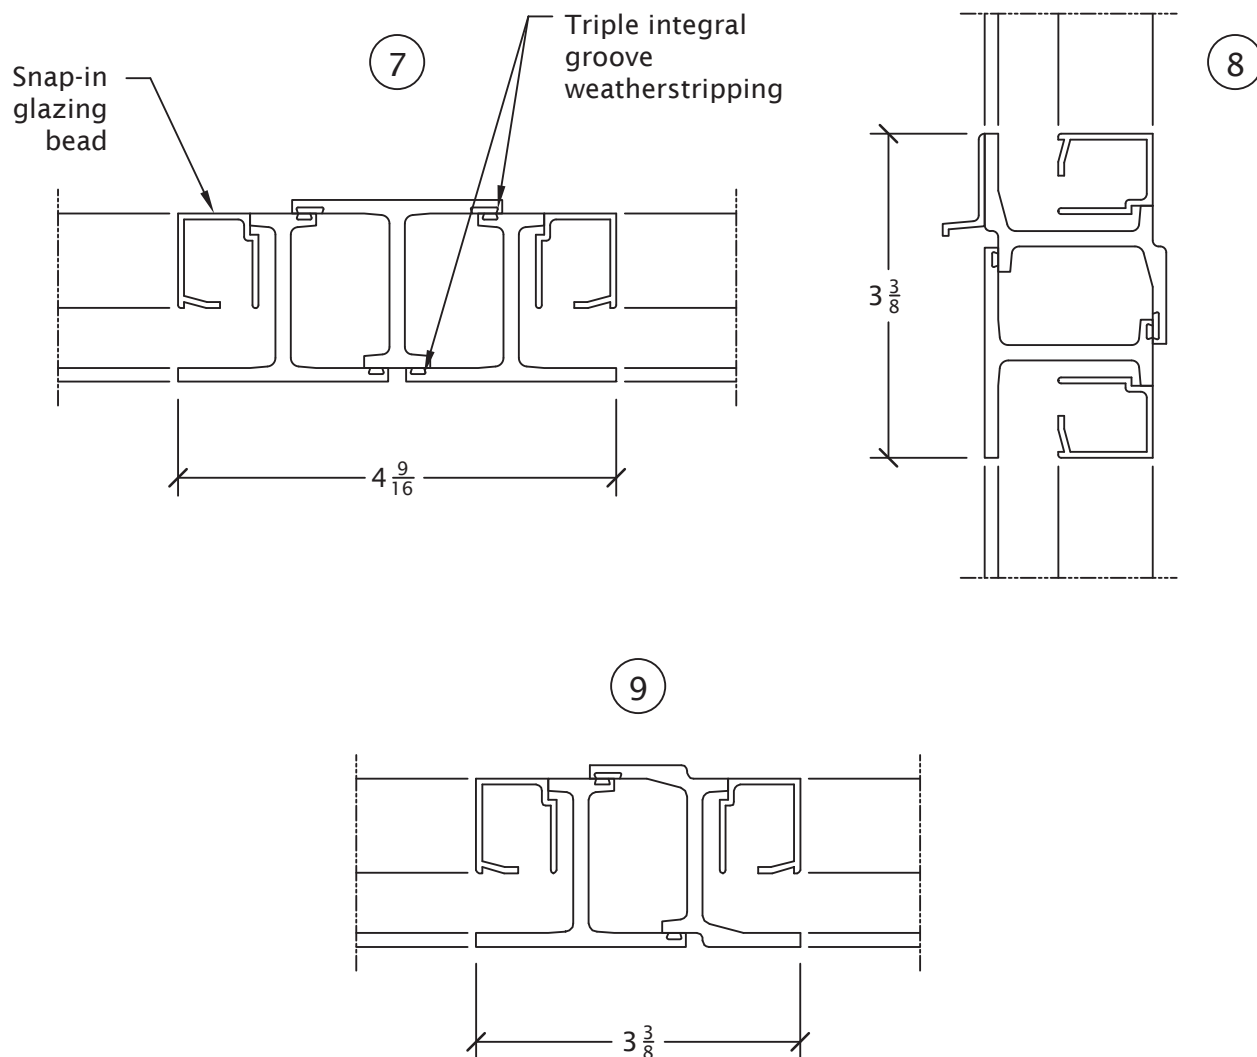 7
Triple integral
groove
weatherstripping
8
Snap-in
glazing
bead
3 3/8
4 9/16
9
3 3/8